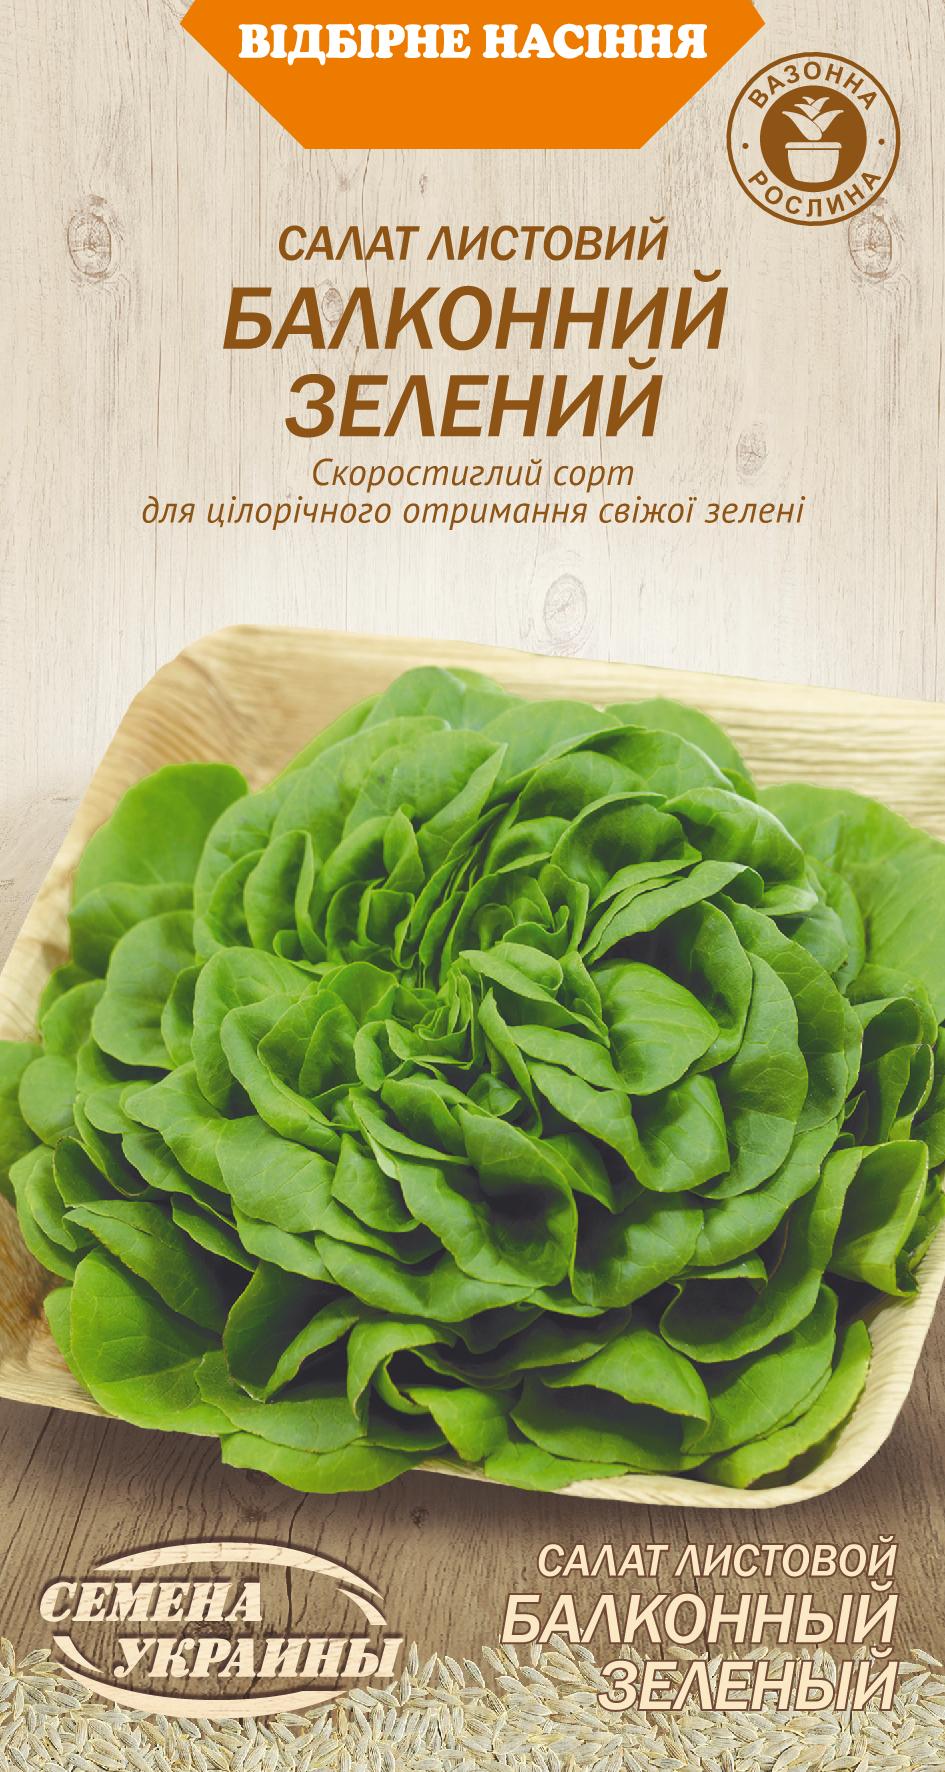 ВІДБІРНЕ НАСІННЯ
ВАЗОННА
РОСЛИНА
САЛАТ ЛИСТОВИЙ
БАЛКОННИЙ
ЗЕЛЕНИЙ
Скоростиглий сорт
для цілорічного отримання свіжої зелені
СЕМЕНА
УКРАИНЫ
САЛАТ ЛИСТОВОЙ
БАЛКОННЫЙ
ЗЕЛЕНЫЙ